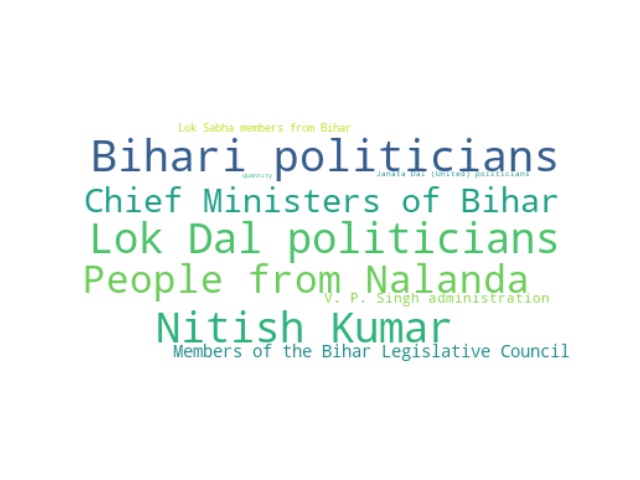 Lok Sabha members from Bihar
Bihari politicians
Quantity
Janata Dal (United) politicians
Chief Ministers of Bihar
Lok Dal politicians
People from Nalanda
V. P. Singh administration
Nitish Kumar
Members of the Bihar Legislative Council